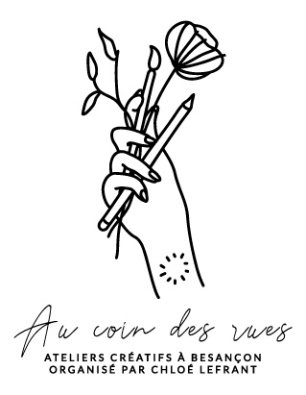 Au coin des rues
ATELIERS CRÉATIFS À BESANÇON
ORGANISÉ PAR CHLOÉ LEFRANT